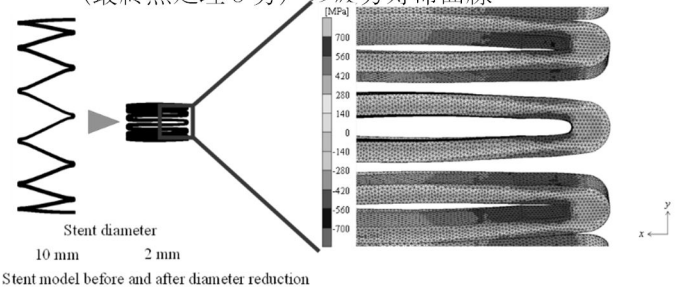 [MPa]
700
560
420
280
140
0
-140
-280
-420
-560
-700
y
x
Stent diameter
10 mm 2 mm
Stent model before and after diameter reduction